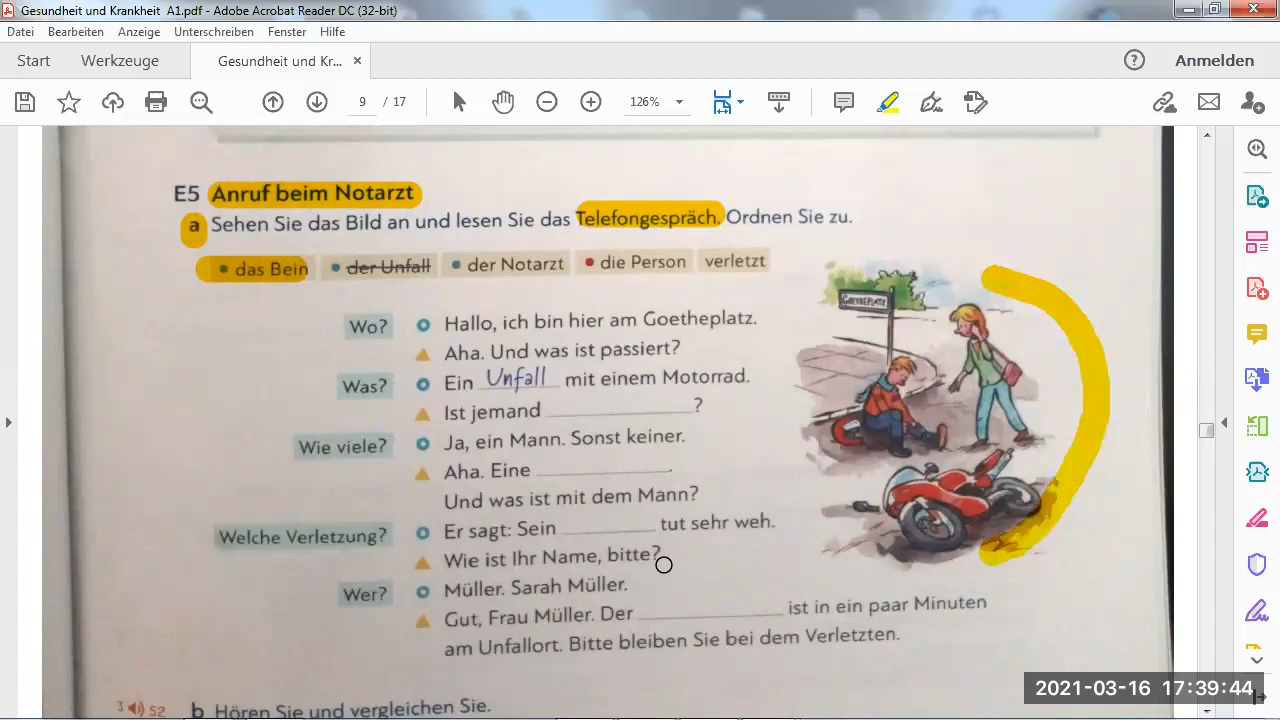 Gesundheit und Krankheit A1.pdf - Adobe Acrobat Reader DC (32-bit)
Datei Bearbeiten Anzeige Unterschreiben Fenster Hilfe
Start Werkzeuge Gesundheit und Kr... × Anmelden
9 / 17 126%
E5 Anruf beim Notarzt
a Sehen Sie das Bild an und lesen Sie das Telefongespräch. Ordnen Sie zu.
• das Bein • der Unfall • der Notarzt • die Person verletzt
GOETHEPLATZ
Wo? Hallo, ich bin hier am Goetheplatz.
Aha. Und was ist passiert?
Was? Ein Unfall mit einem Motorrad.
Ist jemand ____________?
Wie viele? Ja, ein Mann. Sonst keiner.
Aha. Eine ____________.
Und was ist mit dem Mann?
Welche Verletzung? Er sagt: Sein ________ tut sehr weh.
Wie ist Ihr Name, bitte?
Wer? Müller. Sarah Müller.
Gut, Frau Müller. Der ____________ ist in ein paar Minuten
am Unfallort. Bitte bleiben Sie bei dem Verletzten.
3 52 b Hören Sie und vergleichen Sie.
2021-03-16 17:39:44